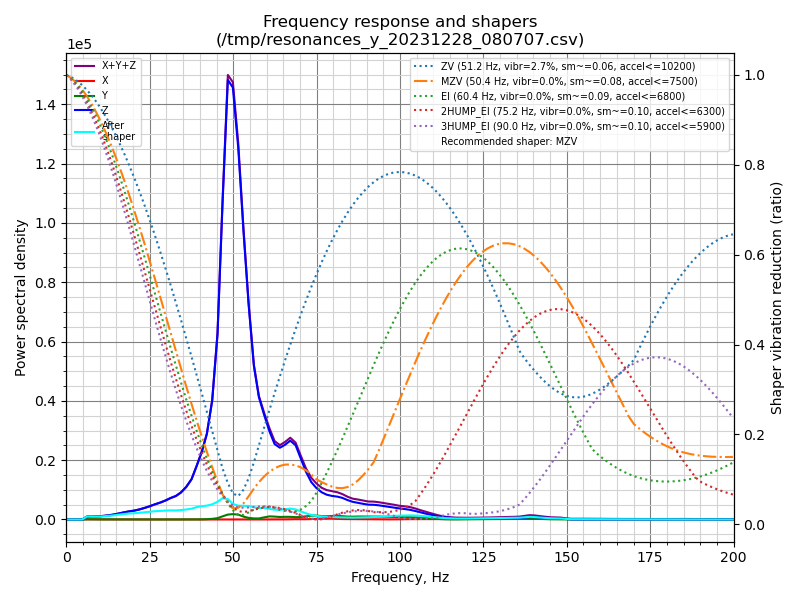 Frequency response and shapers
(/tmp/resonances_y_20231228_080707.csv)
1e5
X+Y+Z
X
Y
Z
After
shaper
ZV (51.2 Hz, vibr=2.7%, sm~=0.06, accel<=10200)
MZV (50.4 Hz, vibr=0.0%, sm~=0.08, accel<=7500)
EI (60.4 Hz, vibr=0.0%, sm~=0.09, accel<=6800)
2HUMP_EI (75.2 Hz, vibr=0.0%, sm~=0.10, accel<=6300)
3HUMP_EI (90.0 Hz, vibr=0.0%, sm~=0.10, accel<=5900)
Recommended shaper: MZV
Power spectral density
1.4
1.2
1.0
0.8
0.6
0.4
0.2
0.0
1.0
0.8
0.6
0.4
0.2
0.0
Shaper vibration reduction (ratio)
0 25 50 75 100 125 150 175 200
Frequency, Hz